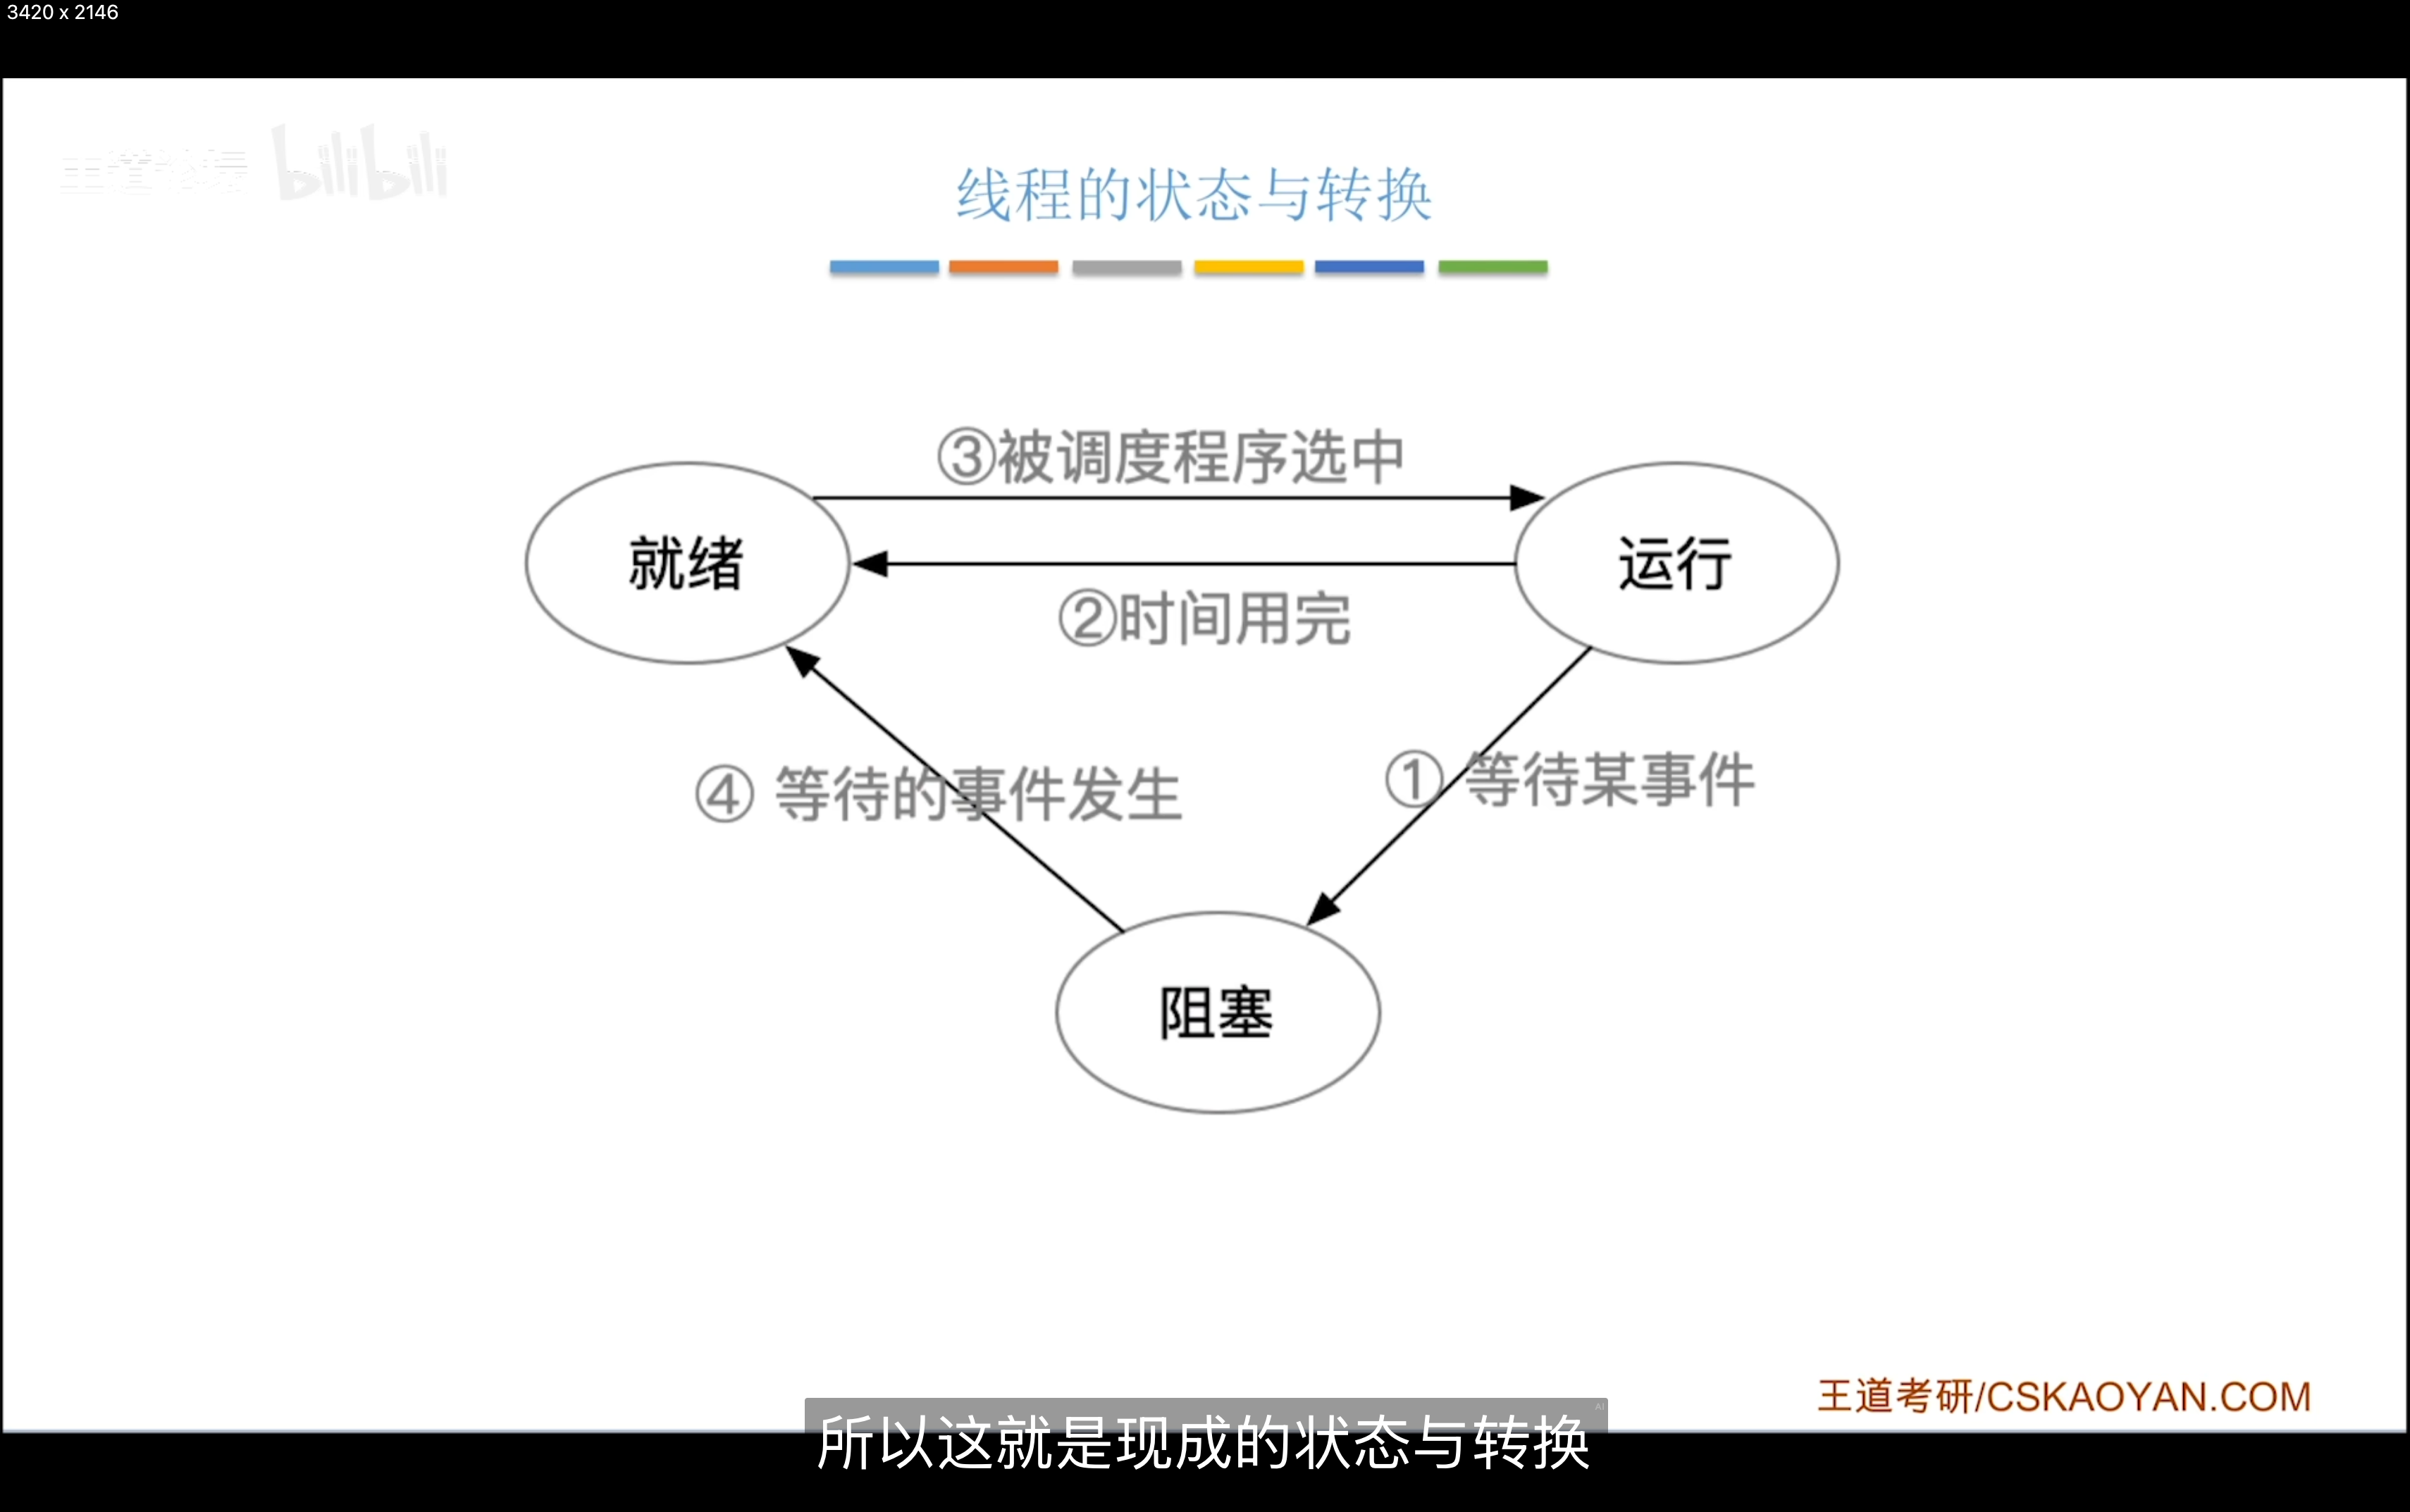 3420 x 2146
bilibili
线程的状态与转换
③被调度程序选中
就绪
运行
②时间用完
④ 等待的事件发生
① 等待某事件
阻塞
王道考研/CSKAOYAN.COM
AI
所以这就是现成的状态与转换